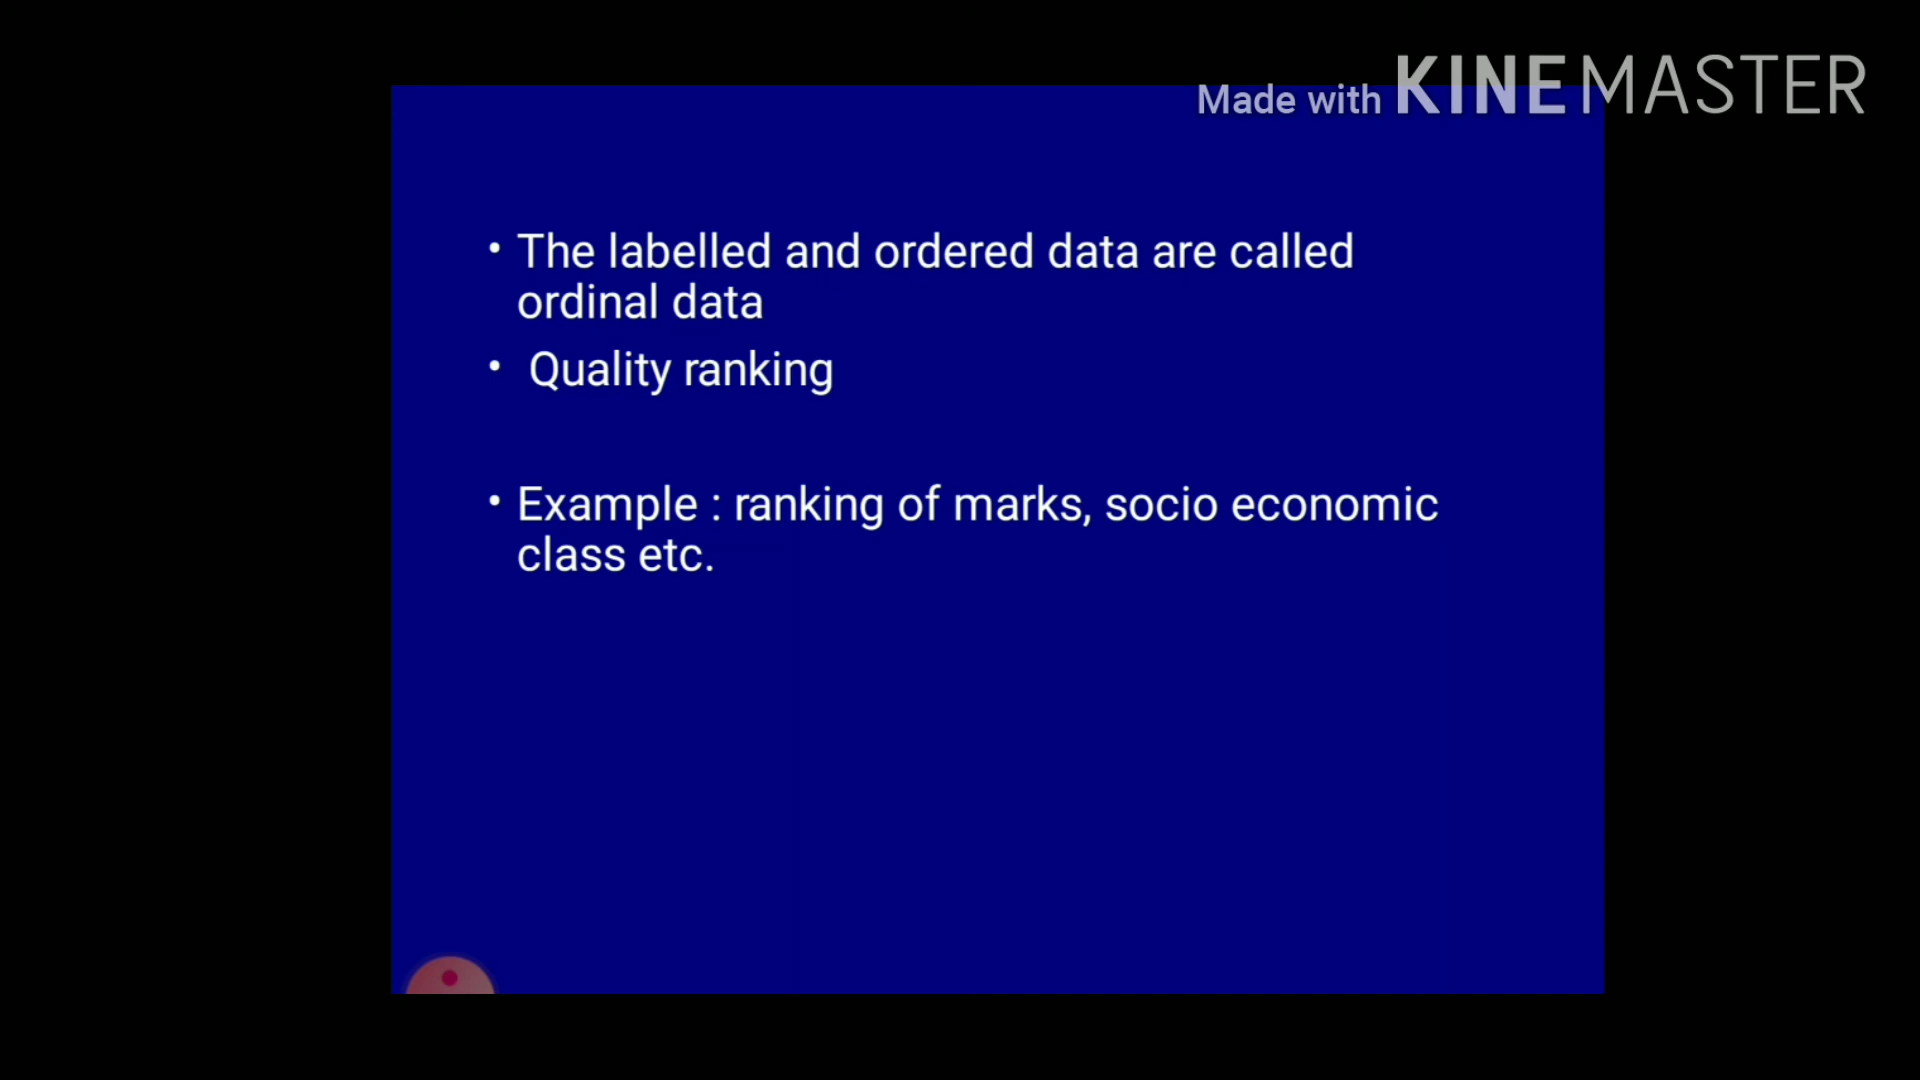 Made with KINEMASTER
• The labelled and ordered data are called
ordinal data
• Quality ranking
• Example : ranking of marks, socio economic
class etc.